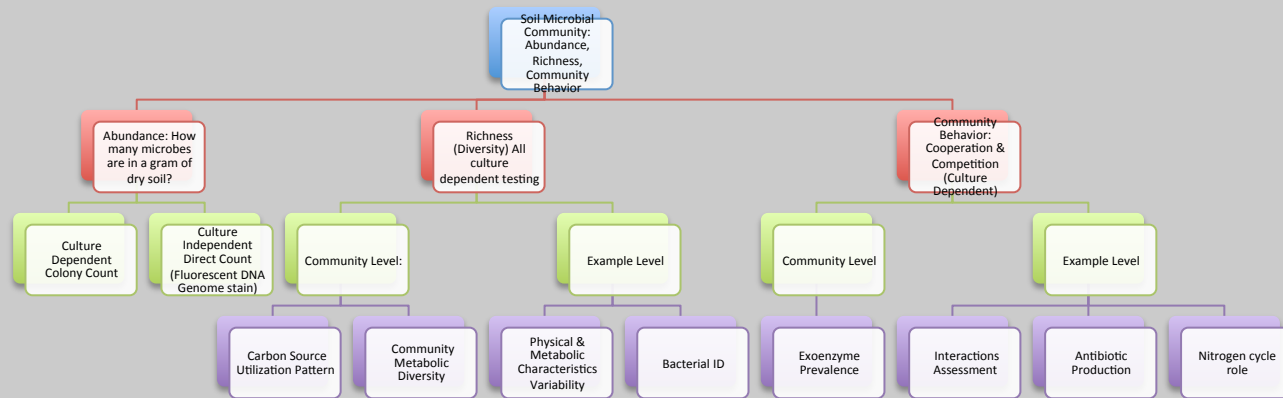 Soil Microbial
Community:
Abundance,
Richness,
Community
Behavior
Abundance: How
many microbes
are in a gram of
dry soil?
Richness
(Diversity) All
culture
dependent testing
Community
Behavior:
Cooperation &
Competition
(Culture
Dependent)
Culture
Dependent
Colony Count
Culture
Independent
Direct Count
(Fluorescent DNA
Genome stain)
Community Level:
Example Level
Community Level
Example Level
Carbon Source
Utilization Pattern
Community
Metabolic
Diversity
Physical &
Metabolic
Characteristics
Variability
Bacterial ID
Exoenzyme
Prevalence
Interactions
Assessment
Antibiotic
Production
Nitrogen cycle
role